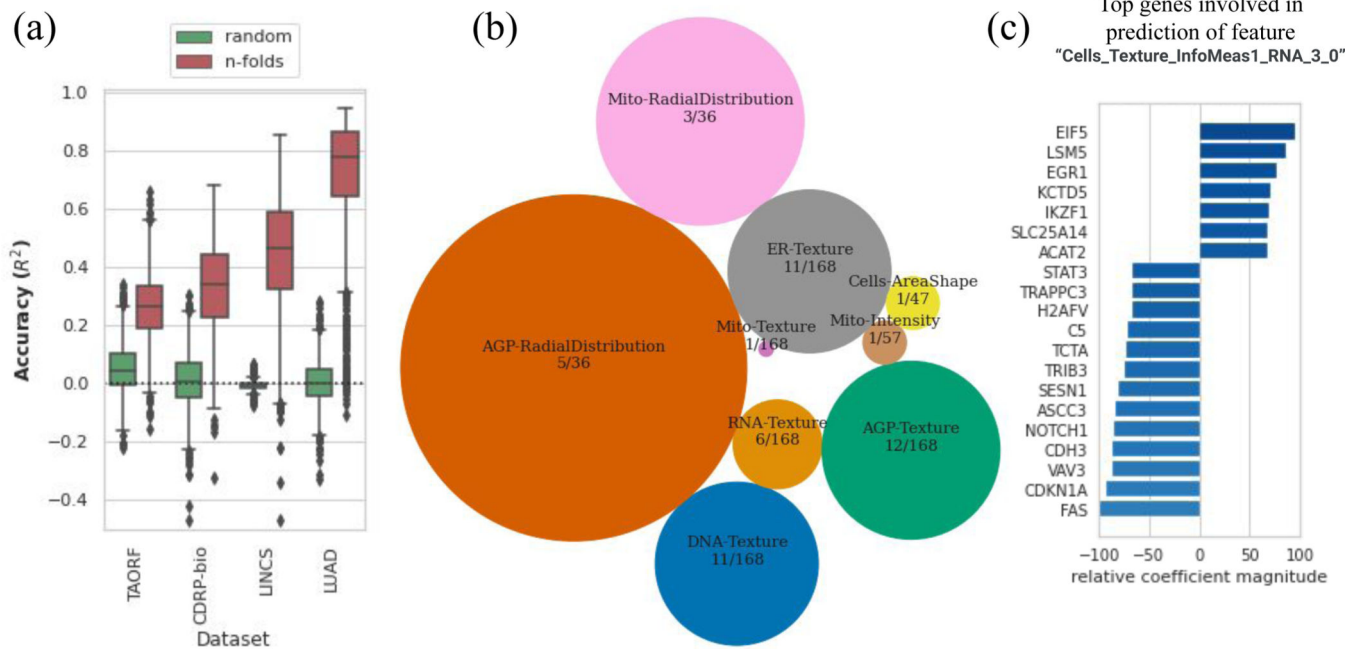 (a)
random
n-folds
1.0
0.8
0.6
0.4
0.2
0.0
−0.2
−0.4
Accuracy (R²)
TAORF
CDRP-bio
LINCS
LUAD
Dataset
(b)
Mito-RadialDistribution
3/36
ER-Texture
11/168
Cells-AreaShape
1/47
Mito-Intensity
1/57
Mito-Texture
1/168
AGP-RadialDistribution
5/36
RNA-Texture
6/168
AGP-Texture
12/168
DNA-Texture
11/168
(c)
Top genes involved in
prediction of feature
“Cells_Texture_InfoMeas1_RNA_3_0”
EIF5
LSM5
EGR1
KCTD5
IKZF1
SLC25A14
ACAT2
STAT3
TRAPPC3
H2AFV
C5
TCTA
TRIB3
SESN1
ASCC3
NOTCH1
CDH3
VAV3
CDKN1A
FAS
−100 −50 0 50 100
relative coefficient magnitude